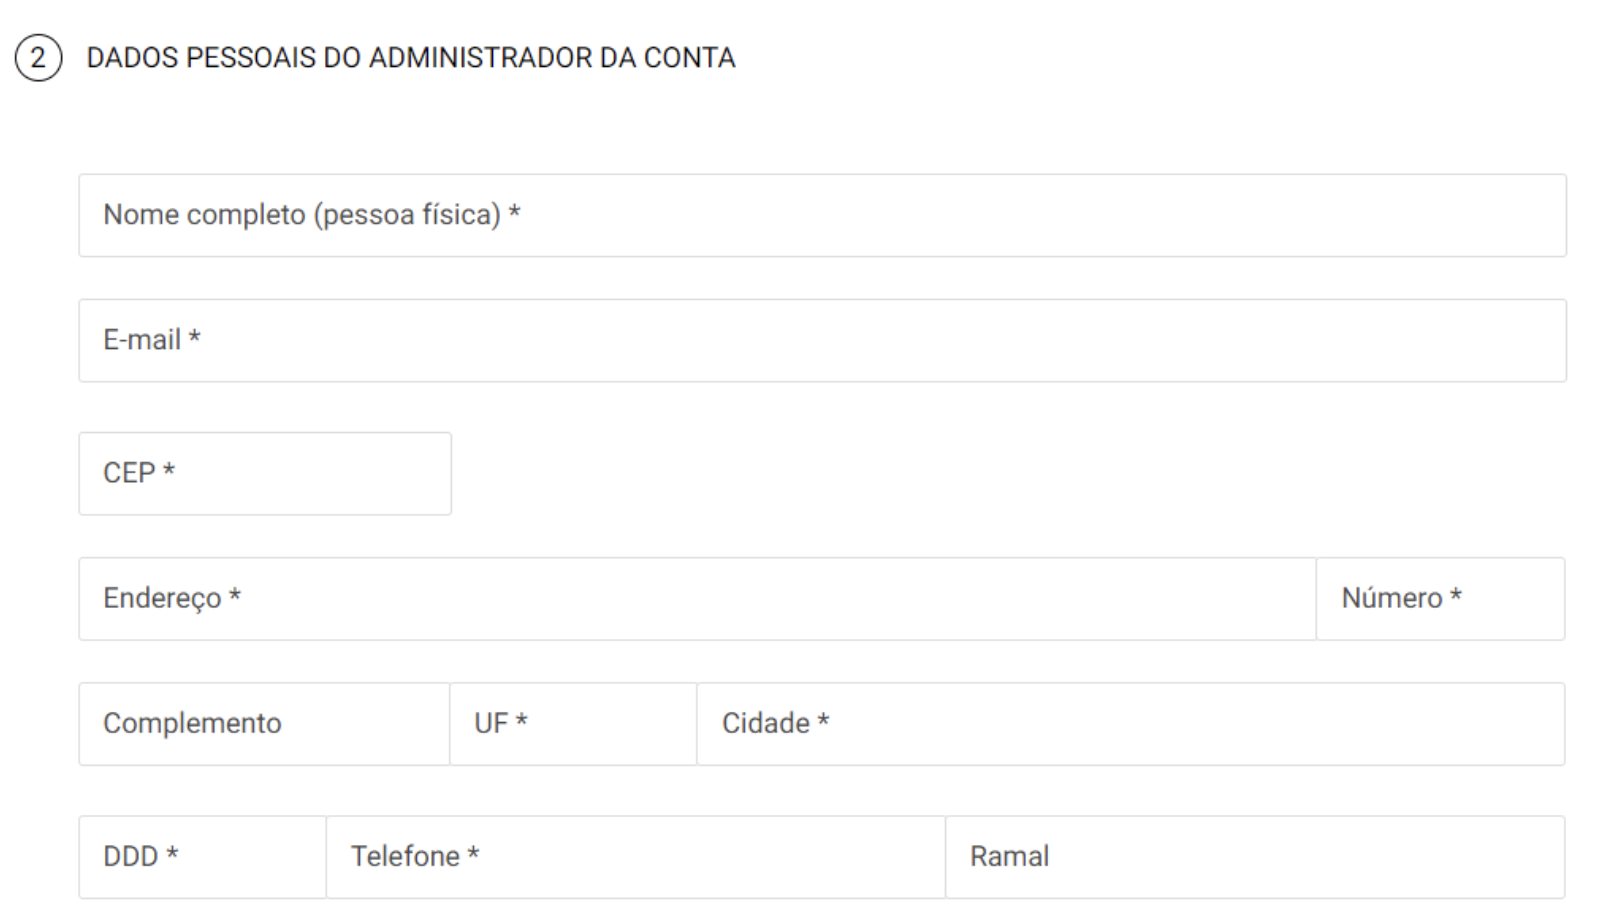 2 DADOS PESSOAIS DO ADMINISTRADOR DA CONTA
Nome completo (pessoa física) *
E-mail *
CEP *
Endereço * Número *
Complemento UF * Cidade *
DDD * Telefone * Ramal